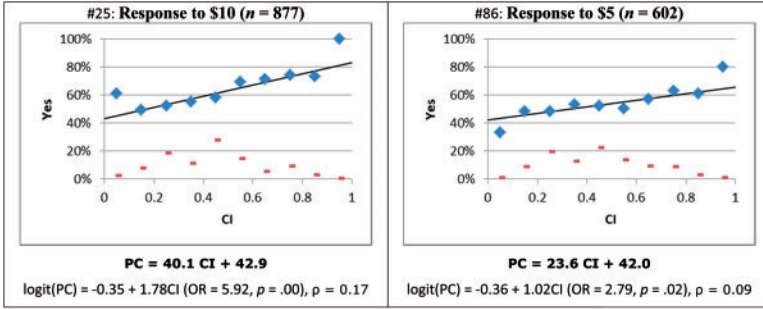 #25: Response to $10 (n = 877)
100%
80%
60%
40%
20%
0%
Yes
0 0.2 0.4 0.6 0.8 1
CI
PC = 40.1 CI + 42.9
logit(PC) = -0.35 + 1.78CI (OR = 5.92, p = .00), ρ = 0.17
#86: Response to $5 (n = 602)
100%
80%
60%
40%
20%
0%
Yes
0 0.2 0.4 0.6 0.8 1
CI
PC = 23.6 CI + 42.0
logit(PC) = -0.36 + 1.02CI (OR = 2.79, p = .02), ρ = 0.09